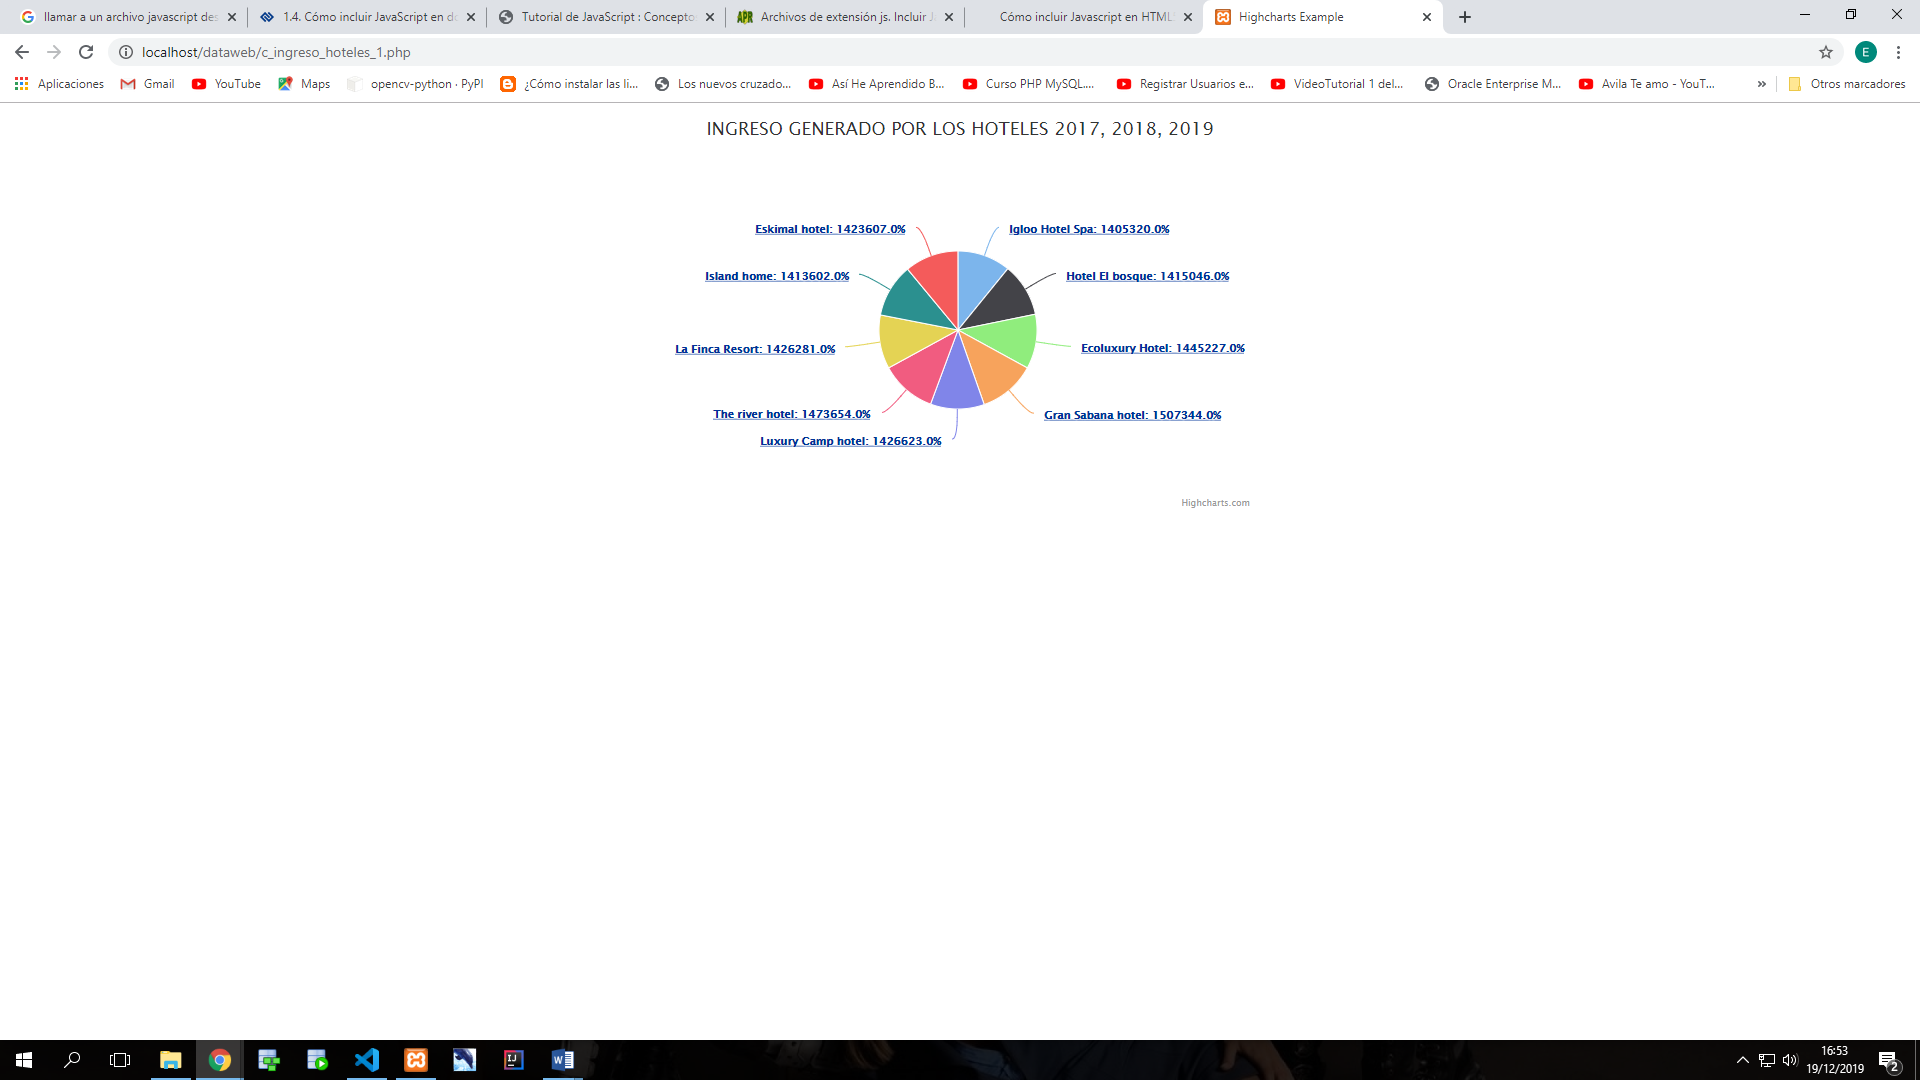 llamar a un archivo javascript des
1.4. Cómo incluir JavaScript en do
Tutorial de JavaScript : Concepto
Archivos de extensión js. Incluir J
Cómo incluir Javascript en HTML
Highcharts Example
localhost/dataweb/c_ingreso_hoteles_1.php
E
Aplicaciones
Gmail
YouTube
Maps
opencv-python · PyPI
¿Cómo instalar las li...
Los nuevos cruzado...
Así He Aprendido B...
Curso PHP MySQL....
Registrar Usuarios e...
VideoTutorial 1 del...
Oracle Enterprise M...
Avila Te amo - YouT...
»
Otros marcadores
INGRESO GENERADO POR LOS HOTELES 2017, 2018, 2019
Eskimal hotel: 1423607.0%
Igloo Hotel Spa: 1405320.0%
Island home: 1413602.0%
Hotel El bosque: 1415046.0%
La Finca Resort: 1426281.0%
Ecoluxury Hotel: 1445227.0%
The river hotel: 1473654.0%
Gran Sabana hotel: 1507344.0%
Luxury Camp hotel: 1426623.0%
Highcharts.com
16:53
19/12/2019
2